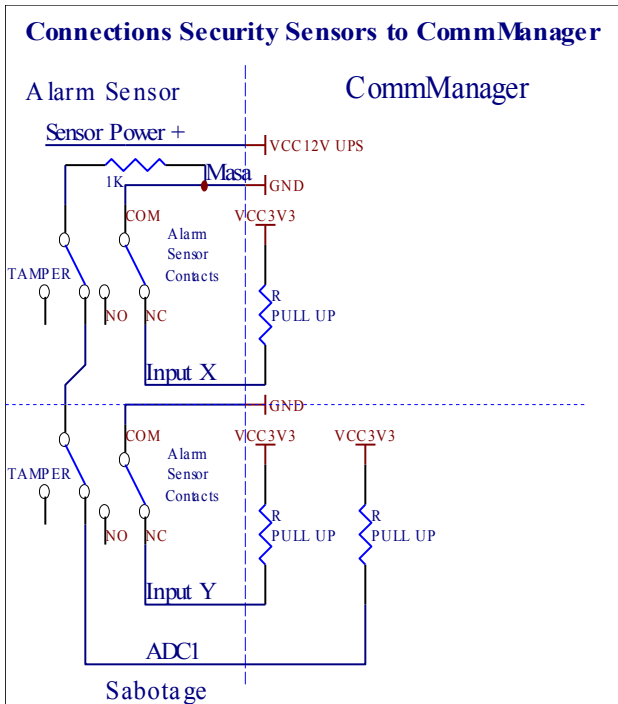 Connections Security Sensors to CommManager
Alarm Sensor
CommManager
Sensor Power +
VCC12V UPS
1K
Masa
GND
COM
VCC3V3
Alarm
Sensor
Contacts
TAMPER
R
PULL UP
NO
NC
Input X
GND
COM
VCC3V3
VCC3V3
Alarm
Sensor
Contacts
TAMPER
R
PULL UP
R
PULL UP
NO
NC
Input Y
ADC1
Sabotage